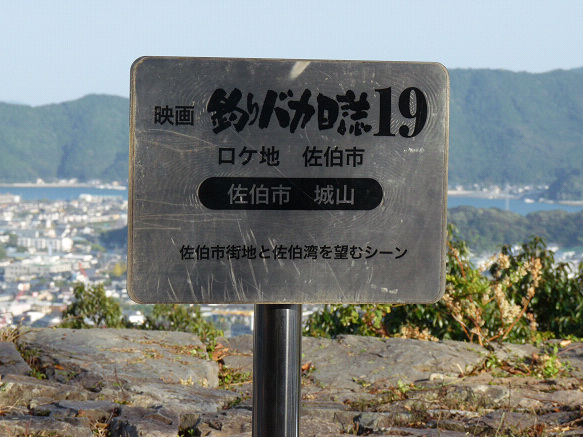 映画 釣りバカ日誌19
ロケ地 佐伯市
佐伯市 城山
佐伯市街地と佐伯湾を望むシーン